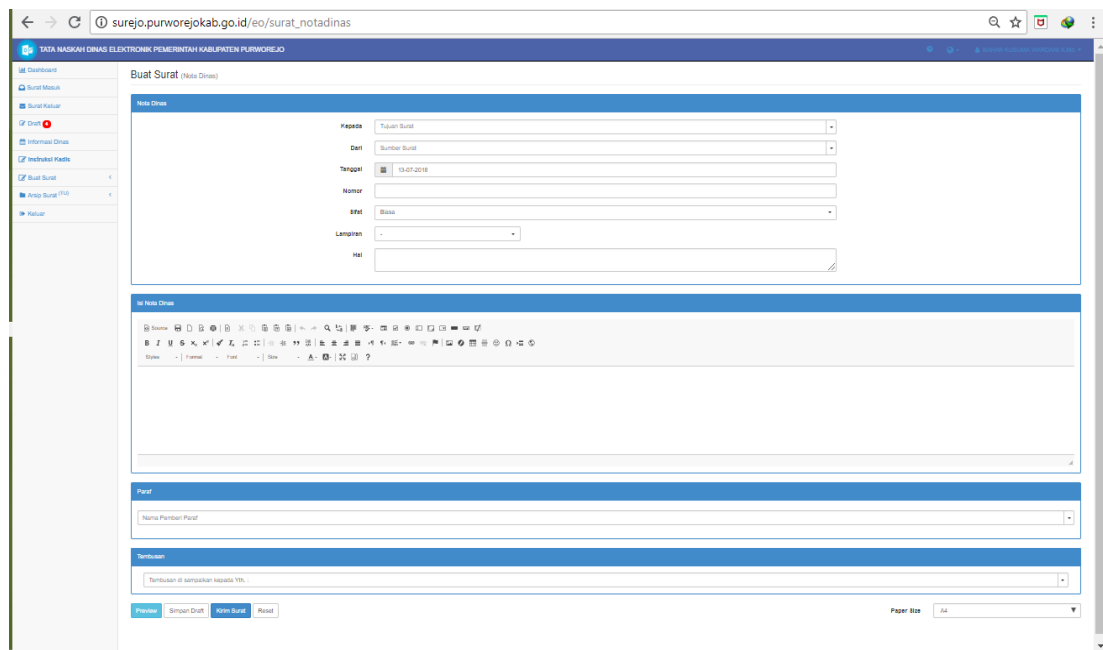 surejo.purworejokab.go.id/eo/surat_notadinas
TATA NASKAH DINAS ELEKTRONIK PEMERINTAH KABUPATEN PURWOREJO
Dashboard
Surat Masuk
Surat Keluar
Draft
Informasi Dinas
Instruksi Kadis
Buat Surat
Arsip Surat (TU)
Keluar
Buat Surat (Nota Dinas)
Nota Dinas
Kepada Tujuan Surat
Dari Sumber Surat
Tanggal 13-07-2018
Nomor
Sifat Biasa
Lampiran -
Hal
Isi Nota Dinas
Source
B I U S x₂ x² Tx
Styles Format Font Size A A ?
Paraf
Nama Pemberi Paraf
Tembusan
Tembusan di sampaikan kepada Yth. :
Preview Simpan Draft Kirim Surat Reset Paper Size A4